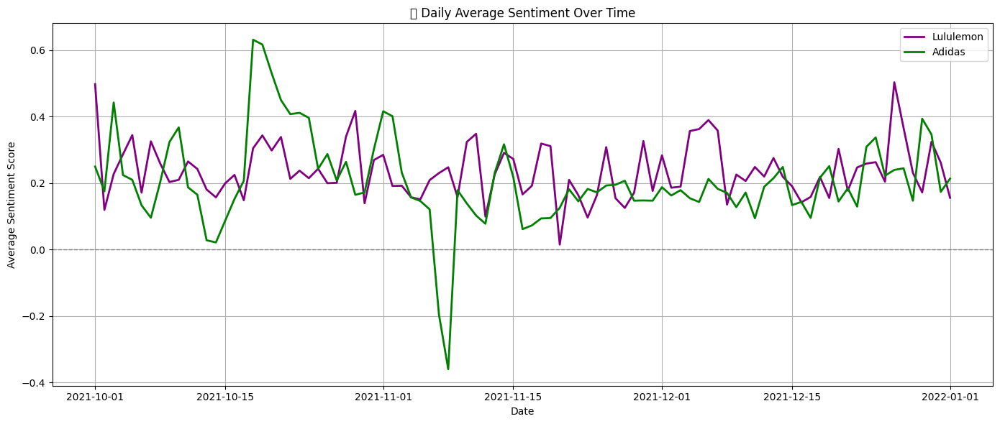 ▯ Daily Average Sentiment Over Time
Lululemon
Adidas
Average Sentiment Score
0.6
0.4
0.2
0.0
−0.2
−0.4
2021-10-01
2021-10-15
2021-11-01
2021-11-15
2021-12-01
2021-12-15
2022-01-01
Date